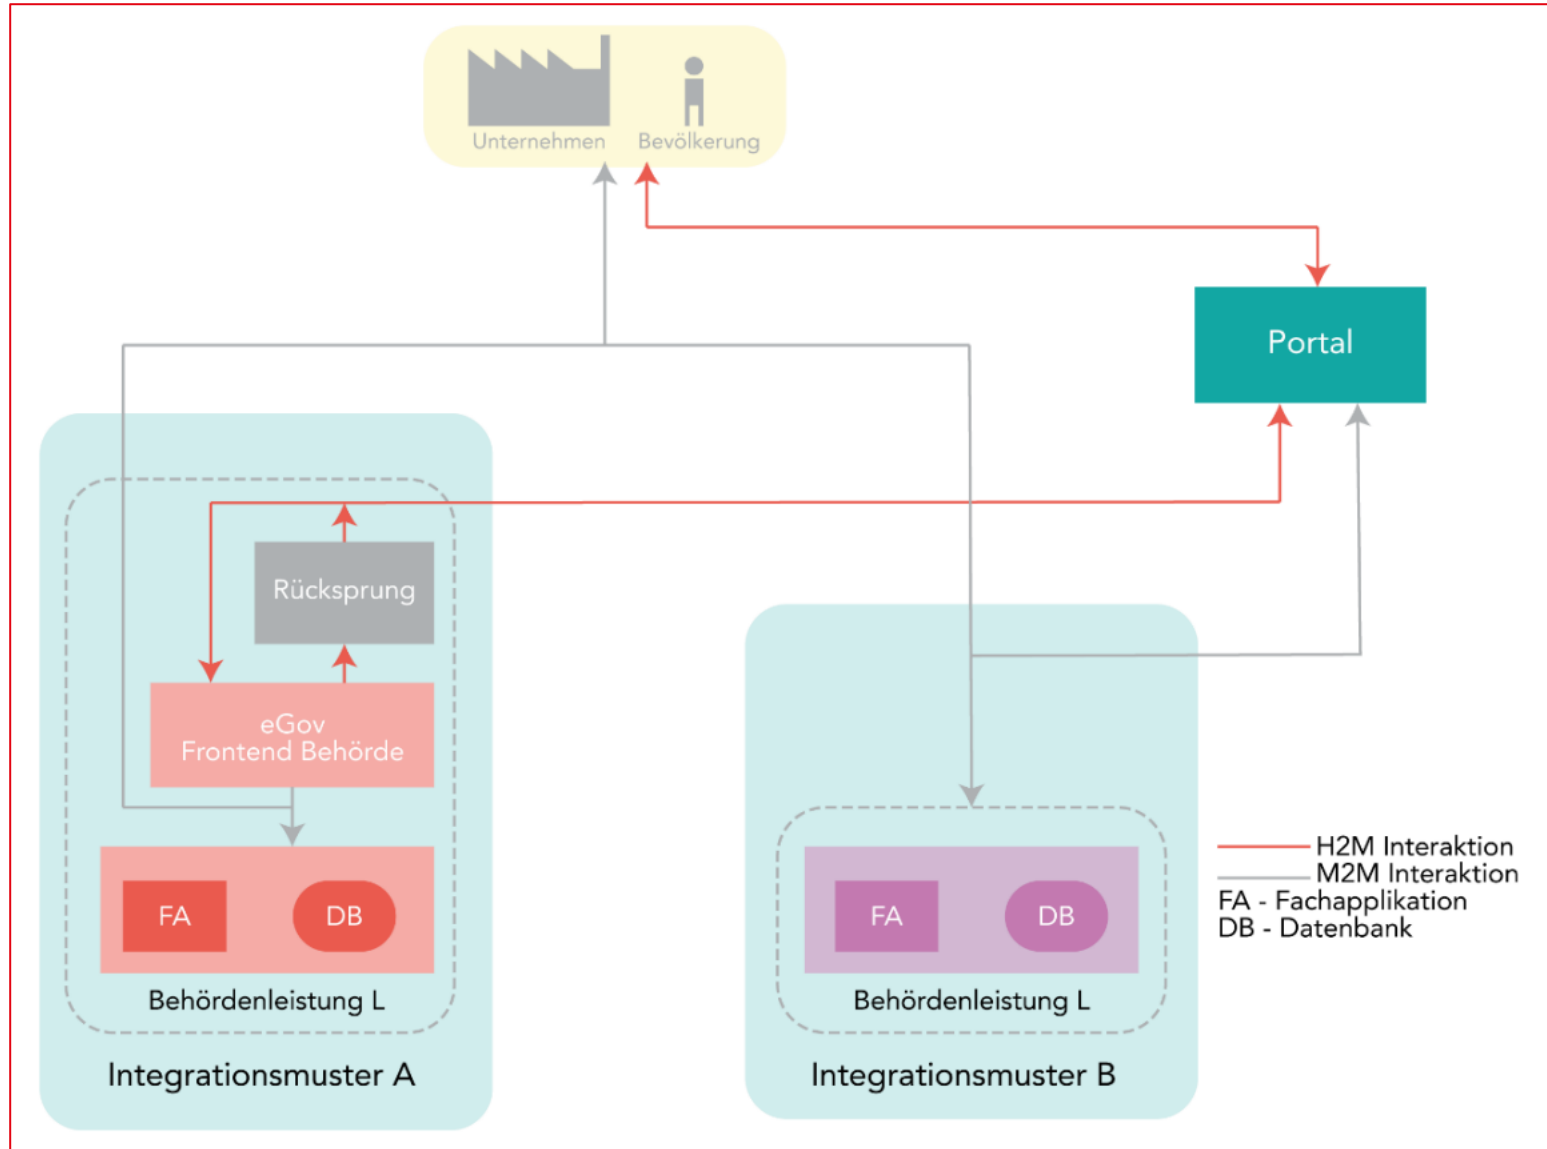 Unternehmen
Bevölkerung
Portal
Rücksprung
eGov
Frontend Behörde
FA
DB
Behördenleistung L
Integrationsmuster A
FA
DB
Behördenleistung L
Integrationsmuster B
H2M Interaktion
M2M Interaktion
FA - Fachapplikation
DB - Datenbank